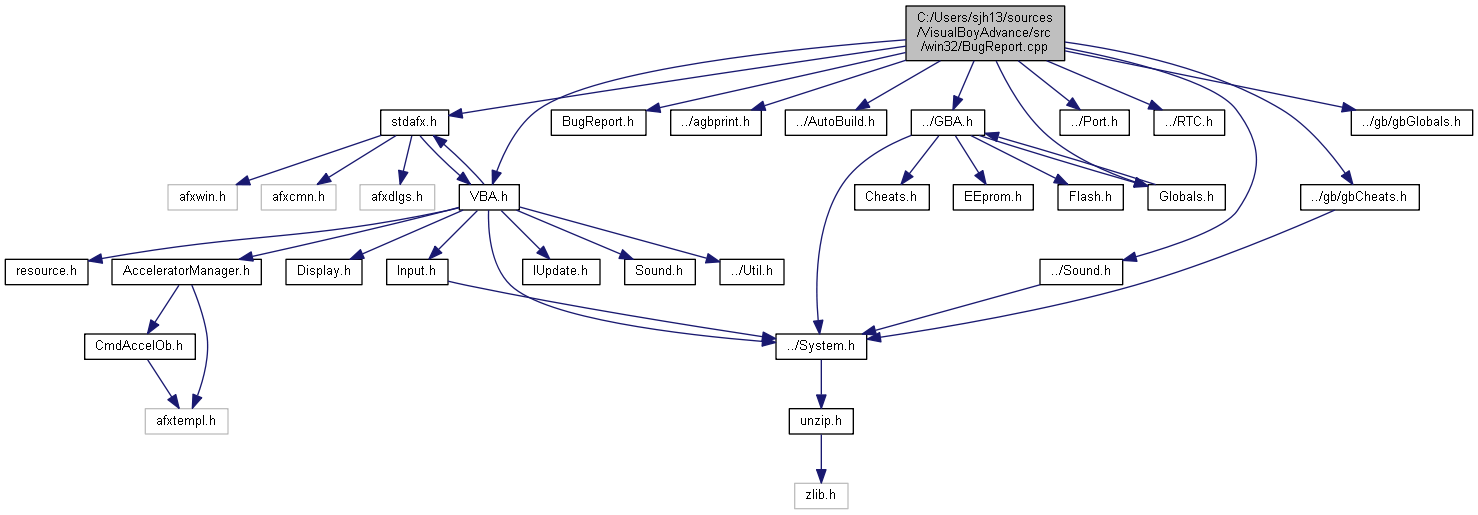 C:/Users/sjh13/sources
/VisualBoyAdvance/src
/win32/BugReport.cpp
stdafx.h
BugReport.h
../agbprint.h
../AutoBuild.h
../GBA.h
../Port.h
../RTC.h
../gb/gbGlobals.h
afxwin.h
afxcmn.h
afxdlgs.h
VBA.h
Cheats.h
EEprom.h
Flash.h
Globals.h
../gb/gbCheats.h
resource.h
AcceleratorManager.h
Display.h
Input.h
IUpdate.h
Sound.h
../Util.h
../Sound.h
CmdAccelOb.h
../System.h
afxtempl.h
unzip.h
zlib.h